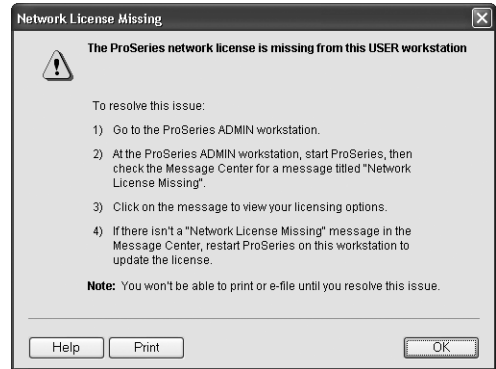 Network License Missing
The ProSeries network license is missing from this USER workstation
To resolve this issue:
1) Go to the ProSeries ADMIN workstation.
2) At the ProSeries ADMIN workstation, start ProSeries, then
check the Message Center for a message titled "Network
License Missing".
3) Click on the message to view your licensing options.
4) If there isn't a "Network License Missing" message in the
Message Center, restart ProSeries on this workstation to
update the license.
Note: You won't be able to print or e-file until you resolve this issue.
Help Print OK